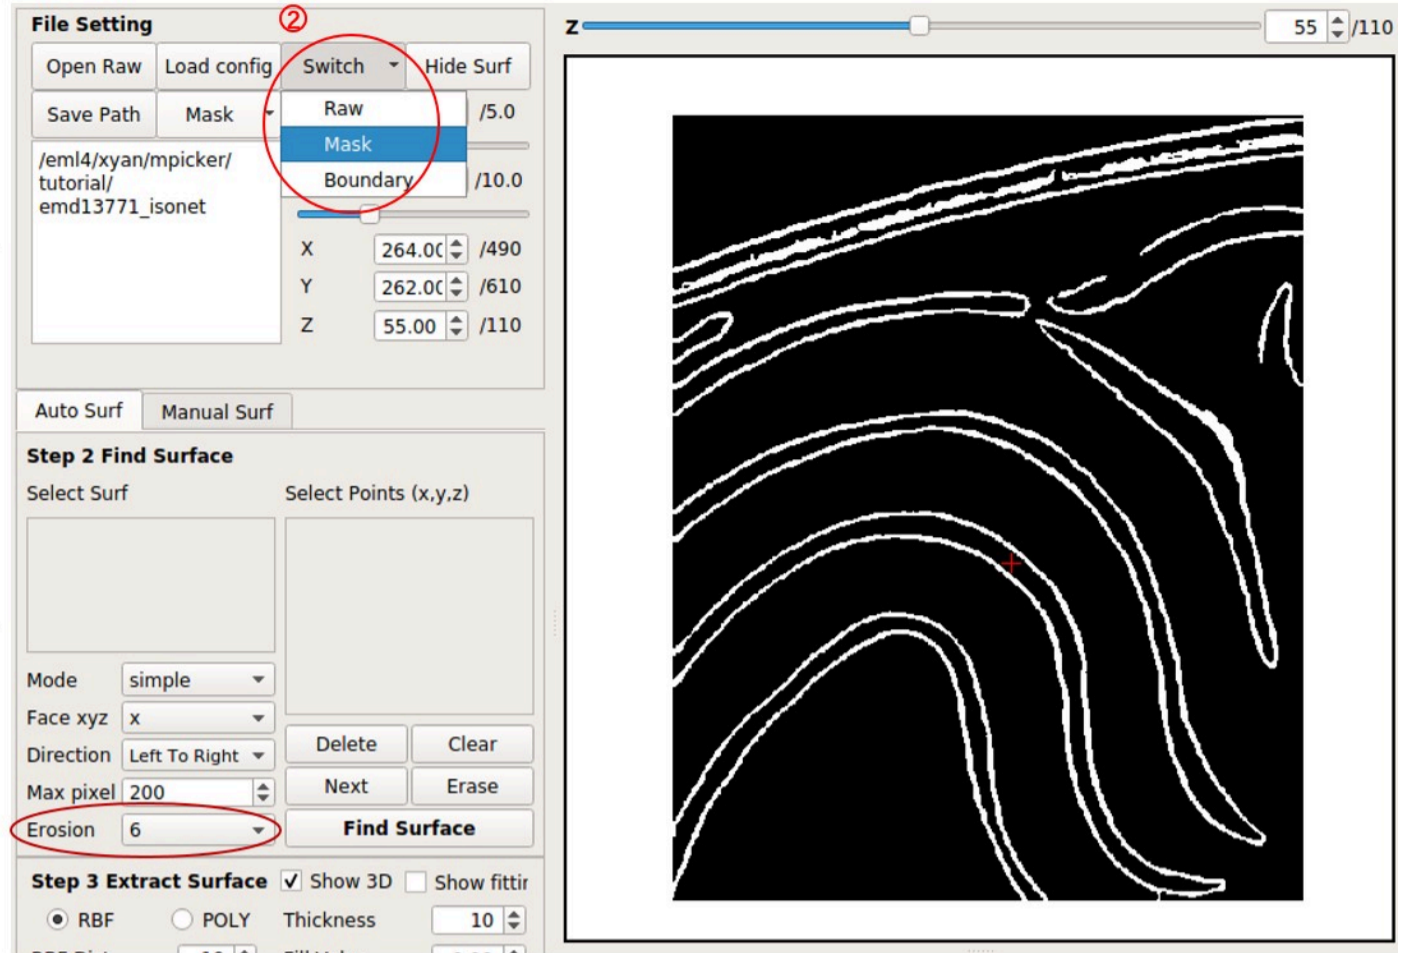 File Setting
②
Z
55
/110
Open Raw
Load config
Switch
Hide Surf
Save Path
Mask
Raw
Mask
Boundary
/5.0
/10.0
/eml4/xyan/mpicker/
tutorial/
emd13771_isonet
X 264.00 /490
Y 262.00 /610
Z 55.00 /110
Auto Surf
Manual Surf
Step 2 Find Surface
Select Surf
Select Points (x,y,z)
Mode simple
Face xyz x
Direction Left To Right
Max pixel 200
Erosion 6
Delete
Clear
Next
Erase
Find Surface
Step 3 Extract Surface
Show 3D
Show fittir
RBF
POLY
Thickness
10